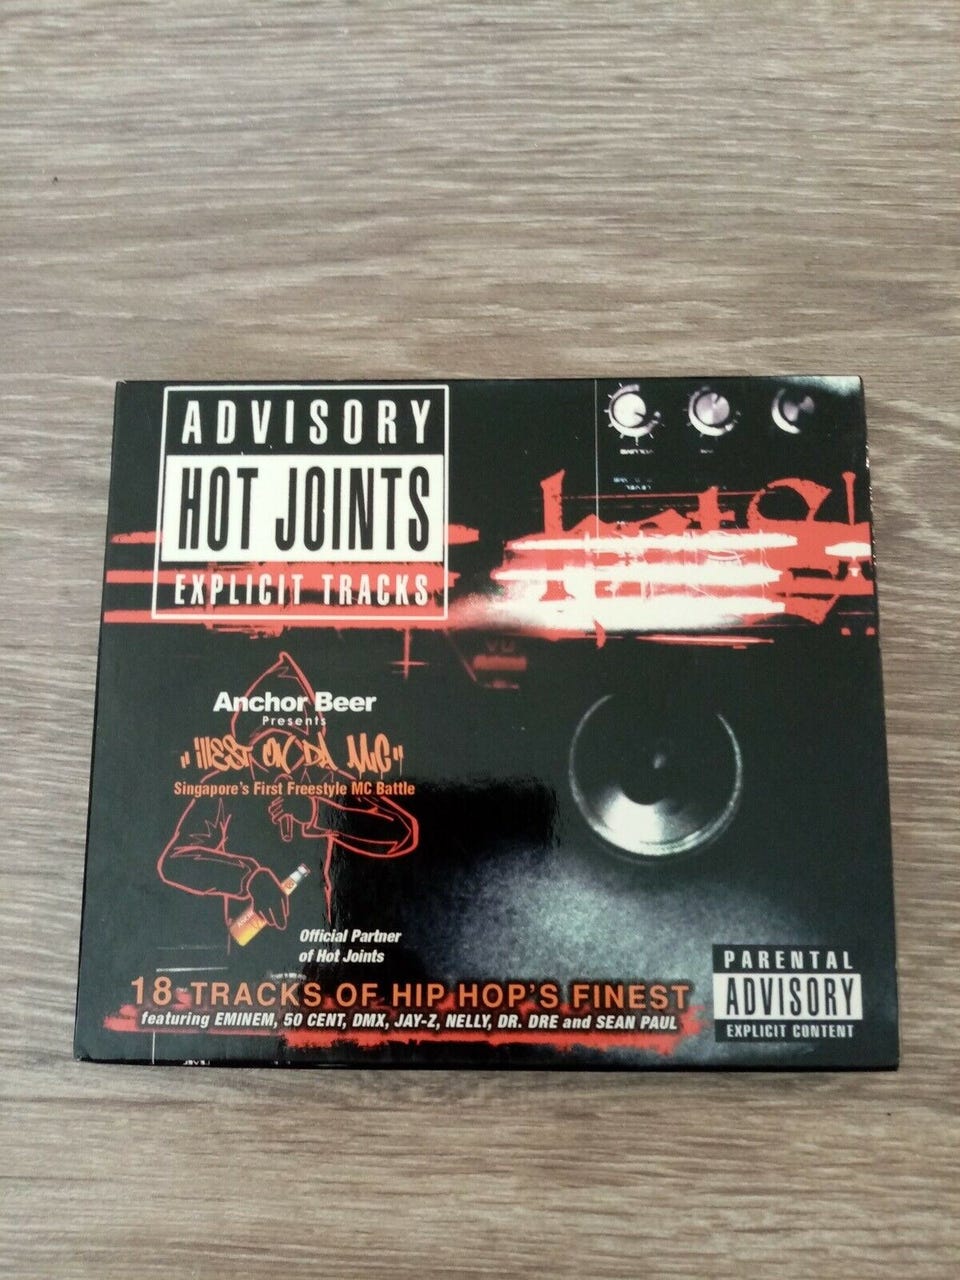 ADVISORY
HOT JOINTS
EXPLICIT TRACKS
Anchor Beer
Presents
"illEST ON DA MC"
Singapore's First Freestyle MC Battle
Official Partner
of Hot Joints
18-TRACKS OF HIP HOP'S FINEST
featuring EMINEM, 50 CENT, DMX, JAY-Z, NELLY, DR. DRE and SEAN PAUL
PARENTAL
ADVISORY
EXPLICIT CONTENT